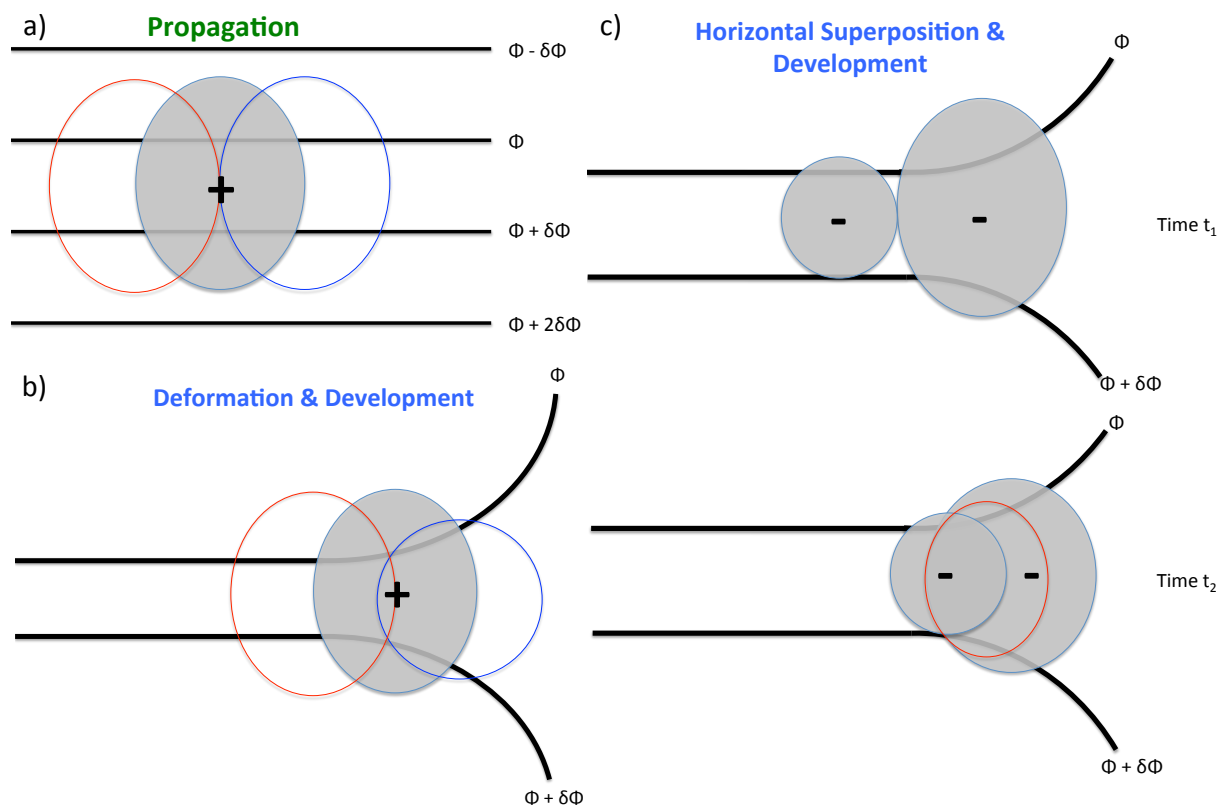 a)
Propagation
Φ - δΦ
Φ
+
Φ + δΦ
Φ + 2δΦ
b)
Deformation & Development
Φ
+
Φ + δΦ
c)
Horizontal Superposition &
Development
Φ
- -
Time t₁
Φ + δΦ
Φ
- -
Time t₂
Φ + δΦ